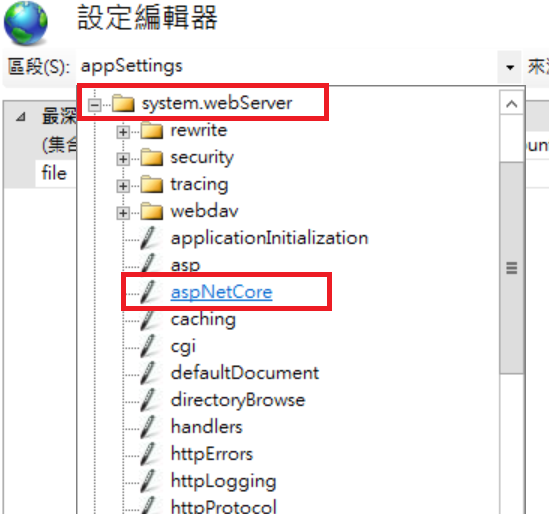 設定編輯器
區段(S): appSettings
來
system.webServer
最深
rewrite
(集
oun
security
file
tracing
webdav
applicationInitialization
asp
aspNetCore
caching
cgi
defaultDocument
directoryBrowse
handlers
httpErrors
httpLogging
httpProtocol